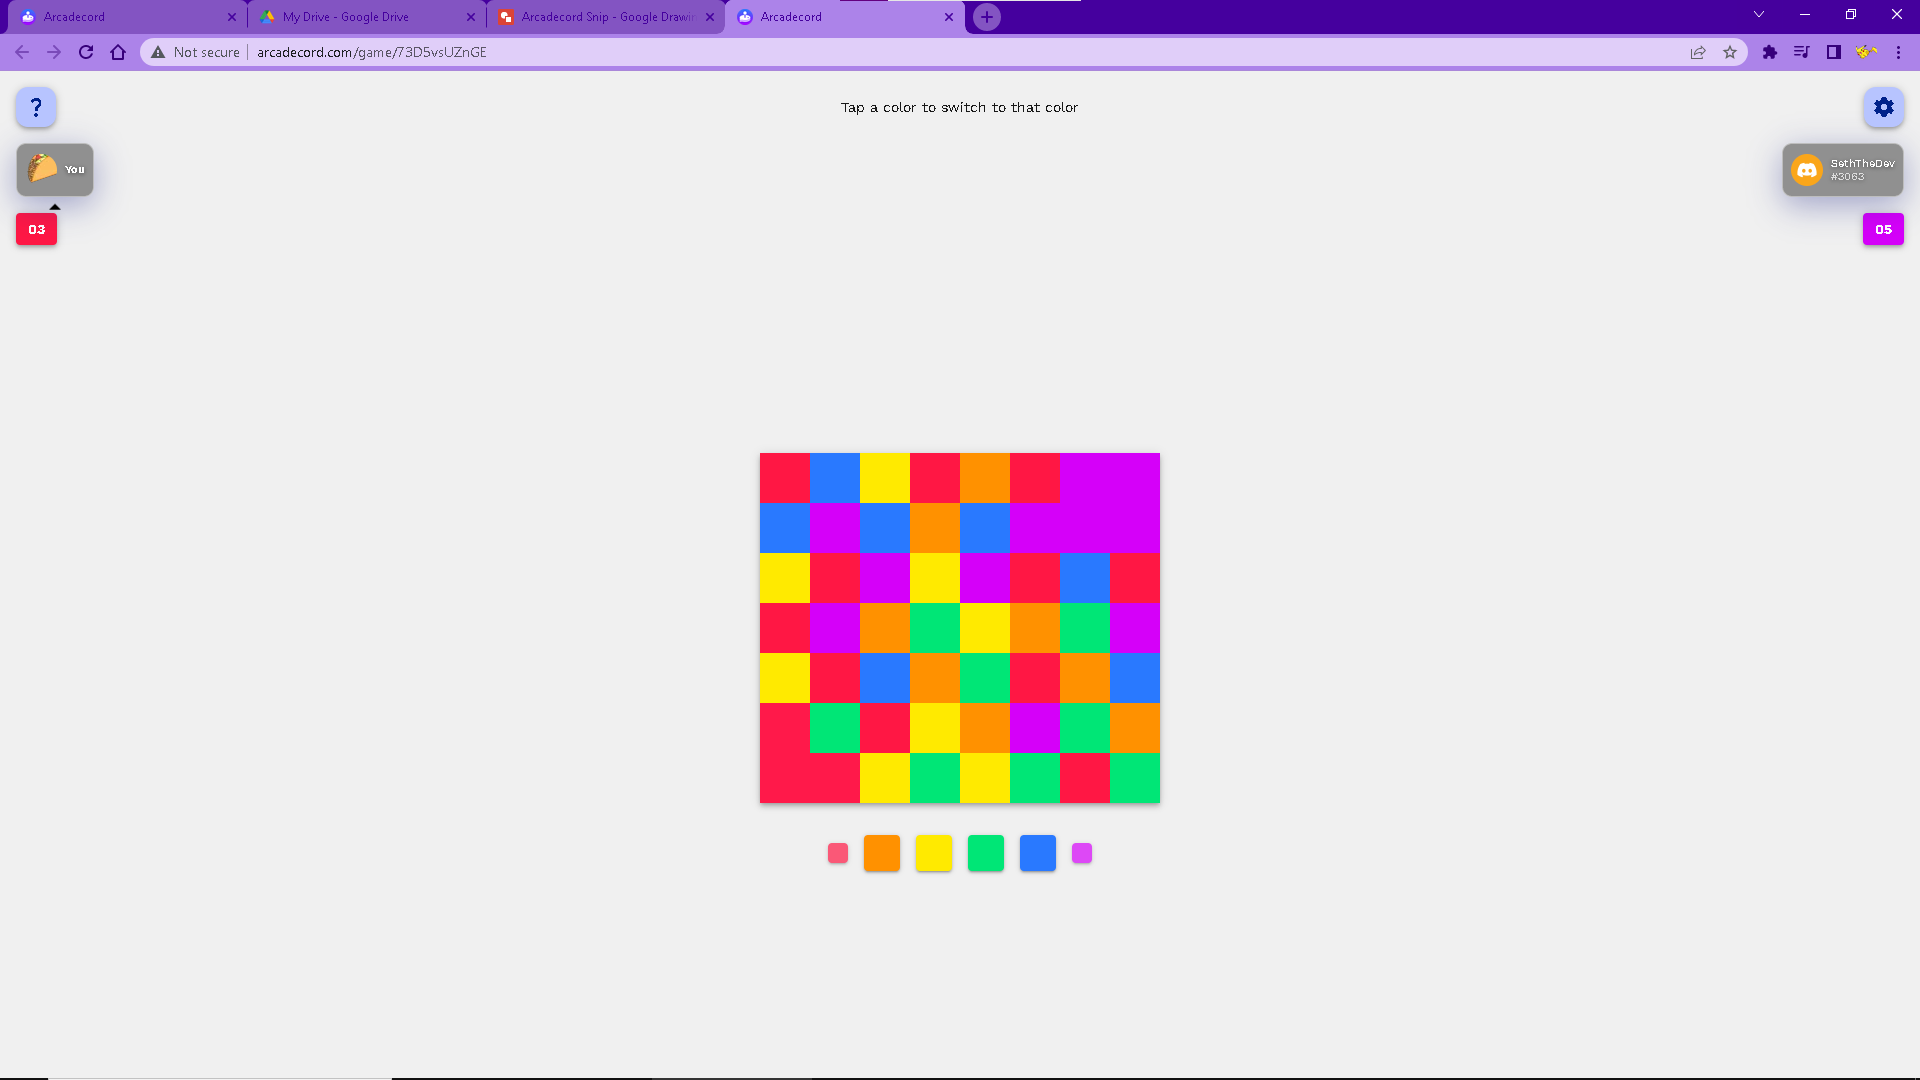 Arcadecord
My Drive - Google Drive
Arcadecord Snip - Google Drawin
Arcadecord
Not secure
arcadecord.com/game/73D5vsUZnGE
?
Tap a color to switch to that color
You
SethTheDev
#3063
03
05